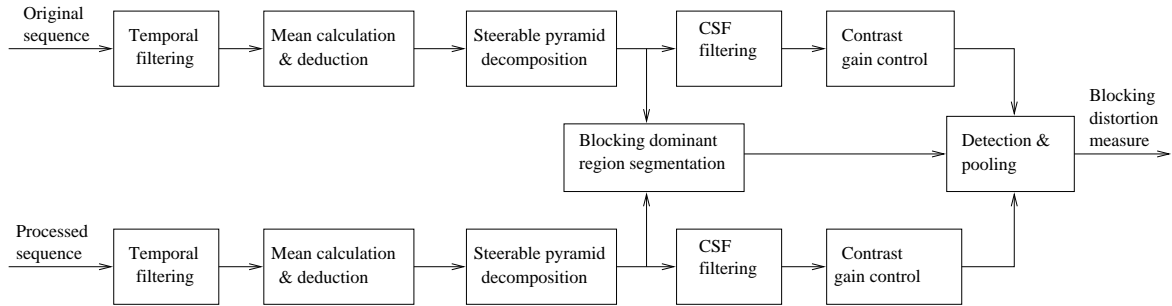 Original
sequence
Temporal
filtering
Mean calculation
& deduction
Steerable pyramid
decomposition
CSF
filtering
Contrast
gain control
Blocking dominant
region segmentation
Detection &
pooling
Blocking
distortion
measure
Processed
sequence
Temporal
filtering
Mean calculation
& deduction
Steerable pyramid
decomposition
CSF
filtering
Contrast
gain control